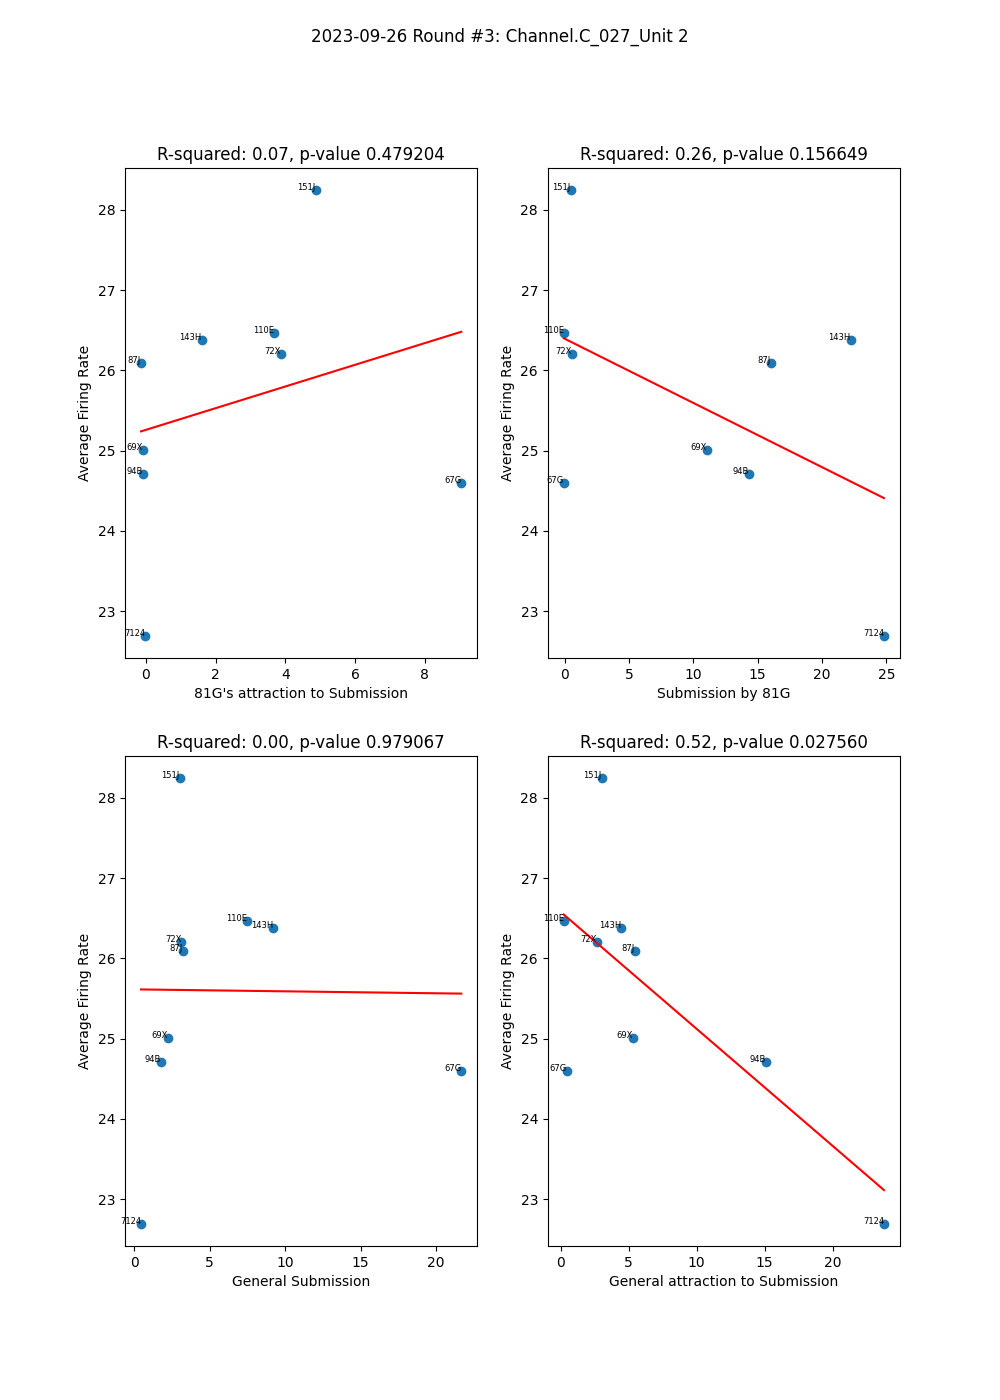 2023-09-26 Round #3: Channel.C_027_Unit 2
R-squared: 0.07, p-value 0.479204
Average Firing Rate
28
27
26
25
24
23
151J
110E
143H
72X
87J
69X
94B
67G
7124
0 2 4 6 8
81G's attraction to Submission
R-squared: 0.26, p-value 0.156649
Average Firing Rate
28
27
26
25
24
23
151J
110E
143H
72X
87J
69X
94B
67G
7124
0 5 10 15 20 25
Submission by 81G
R-squared: 0.00, p-value 0.979067
Average Firing Rate
28
27
26
25
24
23
151J
110E
143H
72X
87J
69X
94B
67G
7124
0 5 10 15 20
General Submission
R-squared: 0.52, p-value 0.027560
Average Firing Rate
28
27
26
25
24
23
151J
110E
143H
72X
87J
69X
94B
67G
7124
0 5 10 15 20
General attraction to Submission